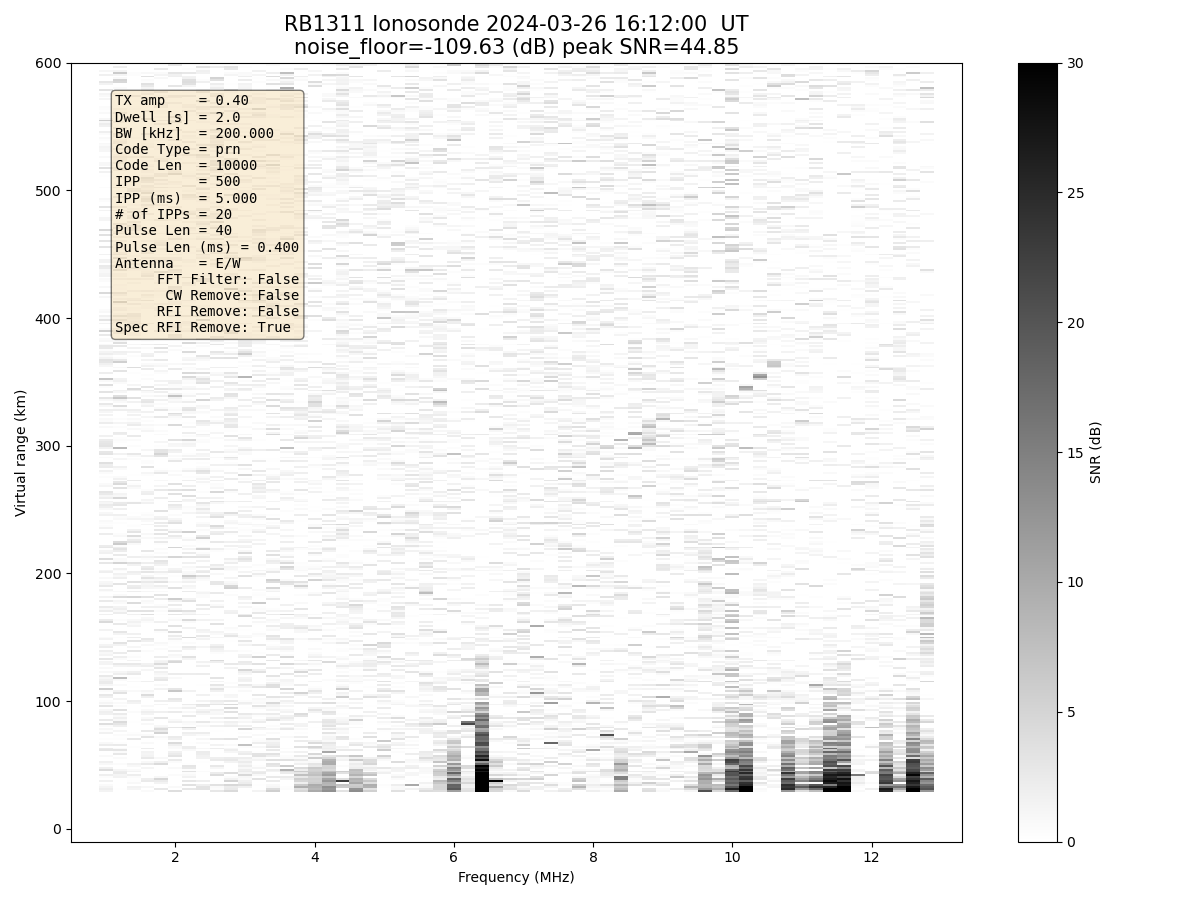 RB1311 Ionosonde 2024-03-26 16:12:00  UT
noise_floor=-109.63 (dB) peak SNR=44.85
TX amp    = 0.40
Dwell [s] = 2.0
BW [kHz]  = 200.000
Code Type = prn
Code Len  = 10000
IPP       = 500
IPP (ms)  = 5.000
# of IPPs = 20
Pulse Len = 40
Pulse Len (ms) = 0.400
Antenna   = E/W
FFT Filter: False
CW Remove: False
RFI Remove: False
Spec RFI Remove: True
Virtual range (km)
600
500
400
300
200
100
0
2 4 6 8 10 12
Frequency (MHz)
30
25
20
15
10
5
0
SNR (dB)